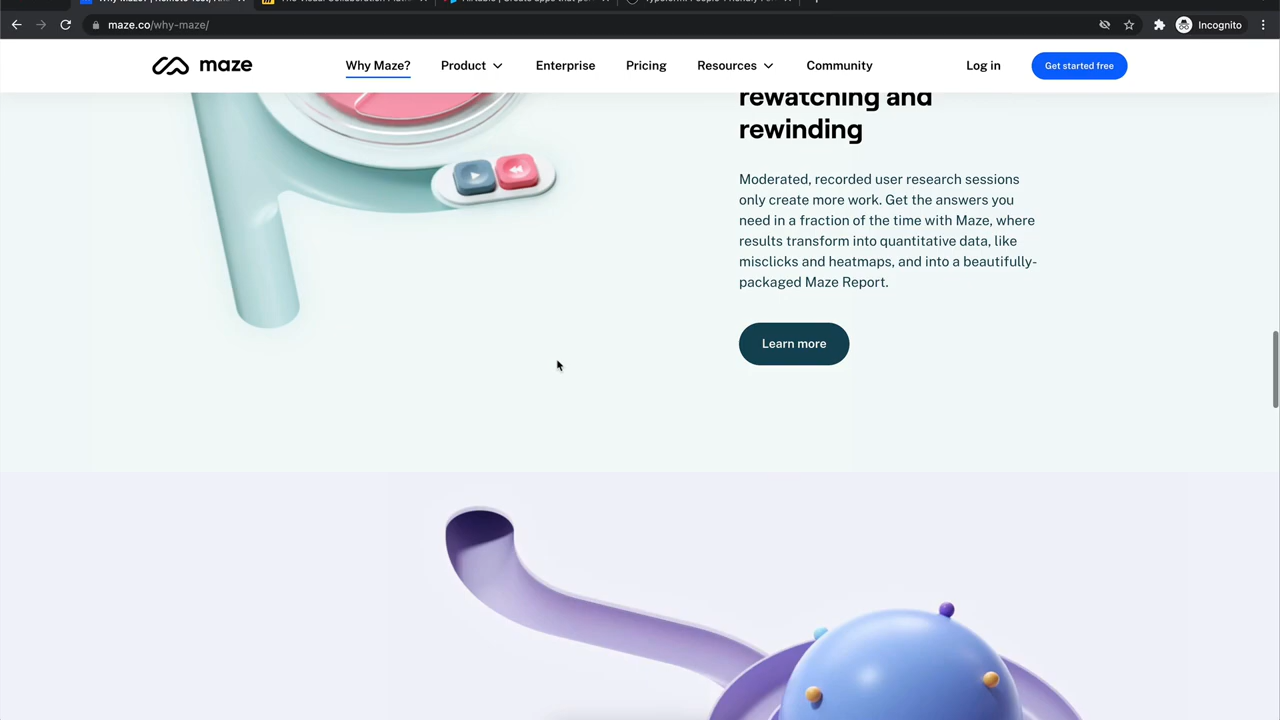 maze.co/why-maze/
Incognito
maze
Why Maze?
Product
Enterprise
Pricing
Resources
Community
Log in
Get started free
rewatching and
rewinding
Moderated, recorded user research sessions
only create more work. Get the answers you
need in a fraction of the time with Maze, where
results transform into quantitative data, like
misclicks and heatmaps, and into a beautifully-
packaged Maze Report.
Learn more